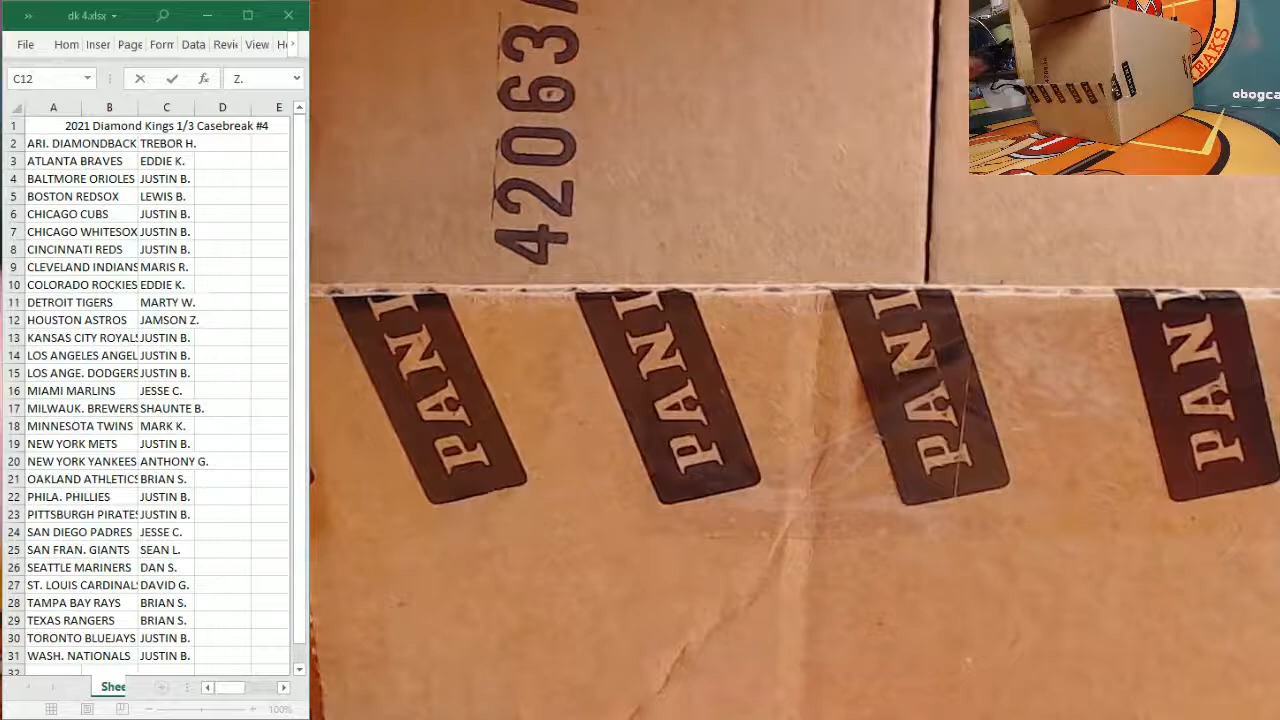 dk 4.xlsx
File Hom Inser Page Form Data Revie View He
C12 fx Z.
A B C D E
1 2021 Diamond Kings 1/3 Casebreak #4
2 ARI. DIAMONDBACK TREBOR H.
3 ATLANTA BRAVES EDDIE K.
4 BALTIMORE ORIOLES JUSTIN B.
5 BOSTON REDSOX LEWIS B.
6 CHICAGO CUBS JUSTIN B.
7 CHICAGO WHITESOX JUSTIN B.
8 CINCINNATI REDS JUSTIN B.
9 CLEVELAND INDIANS MARIS R.
10 COLORADO ROCKIES EDDIE K.
11 DETROIT TIGERS MARTY W.
12 HOUSTON ASTROS JAMSON Z.
13 KANSAS CITY ROYALS JUSTIN B.
14 LOS ANGELES ANGEL JUSTIN B.
15 LOS ANGE. DODGERS JUSTIN B.
16 MIAMI MARLINS JESSE C.
17 MILWAUK. BREWERS SHAUNTE B.
18 MINNESOTA TWINS MARK K.
19 NEW YORK METS JUSTIN B.
20 NEW YORK YANKEES ANTHONY G.
21 OAKLAND ATHLETICS BRIAN S.
22 PHILA. PHILLIES JUSTIN B.
23 PITTSBURGH PIRATES JUSTIN B.
24 SAN DIEGO PADRES JESSE C.
25 SAN FRAN. GIANTS SEAN L.
26 SEATTLE MARINERS DAN S.
27 ST. LOUIS CARDINALS DAVID G.
28 TAMPA BAY RAYS BRIAN S.
29 TEXAS RANGERS BRIAN S.
30 TORONTO BLUEJAYS JUSTIN B.
31 WASH. NATIONALS JUSTIN B.
Shee
100%
42063
PANI
PANI
PANI
PANI
EAKS
obogca